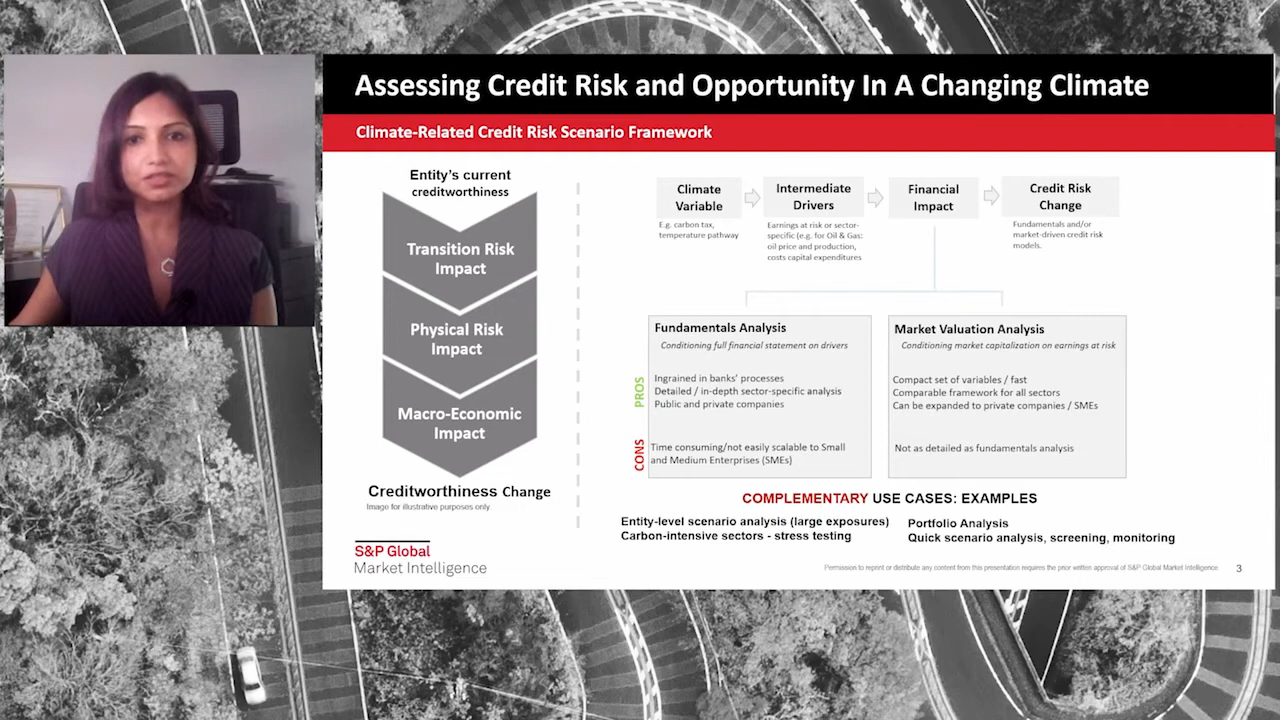 Assessing Credit Risk and Opportunity In A Changing Climate
Climate-Related Credit Risk Scenario Framework
Entity's current
creditworthiness
Transition Risk
Impact
Physical Risk
Impact
Macro-Economic
Impact
Creditworthiness Change
Image for illustrative purposes only.
Climate
Variable
E.g. carbon tax,
temperature pathway
Intermediate
Drivers
Earnings at risk or sector-
specific (e.g. for Oil & Gas:
oil price and production,
costs capital expenditures
Financial
Impact
Credit Risk
Change
Fundamentals and/or
market-driven credit risk
models.
Fundamentals Analysis
Conditioning full financial statement on drivers
PROS
Ingrained in banks' processes
Detailed / in-depth sector-specific analysis
Public and private companies
CONS
Time consuming/not easily scalable to Small
and Medium Enterprises (SMEs)
Market Valuation Analysis
Conditioning market capitalization on earnings at risk
Compact set of variables / fast
Comparable framework for all sectors
Can be expanded to private companies / SMEs
Not as detailed as fundamentals analysis
COMPLEMENTARY USE CASES: EXAMPLES
Entity-level scenario analysis (large exposures)
Carbon-intensive sectors - stress testing
Portfolio Analysis
Quick scenario analysis, screening, monitoring
S&P Global
Market Intelligence
Permission to reprint or distribute any content from this presentation requires the prior written approval of S&P Global Market Intelligence.
3